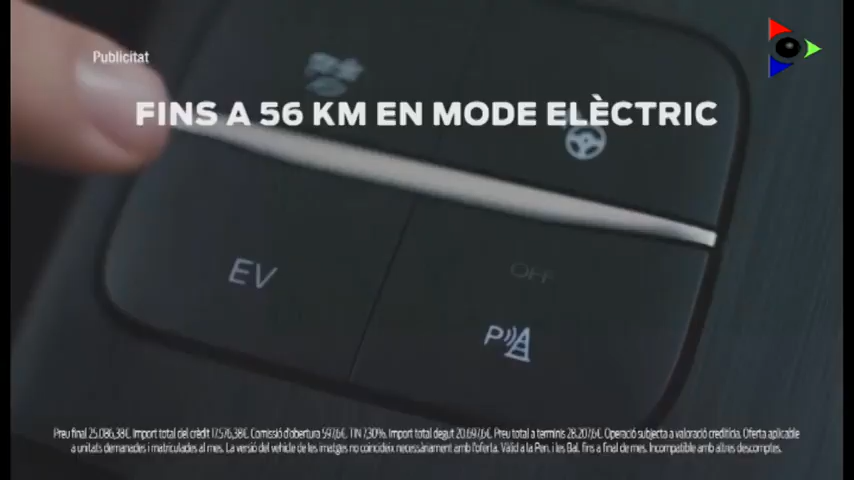 Publicitat
FINS A 56 KM EN MODE ELÈCTRIC
EV
OFF
P
Preu final 25.086,38€. Import total del crèdit 17.576,38€. Comissió d'obertura 597,6€. TIN 7,30%. Import total degut 20.697,6€. Preu total a terminis 28.207,6€. Operació subjecta a valoració creditícia. Oferta aplicable
a unitats demanades i matriculades al mes. La versió del vehicle de les imatges no coincideix necessàriament amb l'oferta. Vàlid a la Pen. i les Bal. fins a final de mes. Incompatible amb altres descomptes.